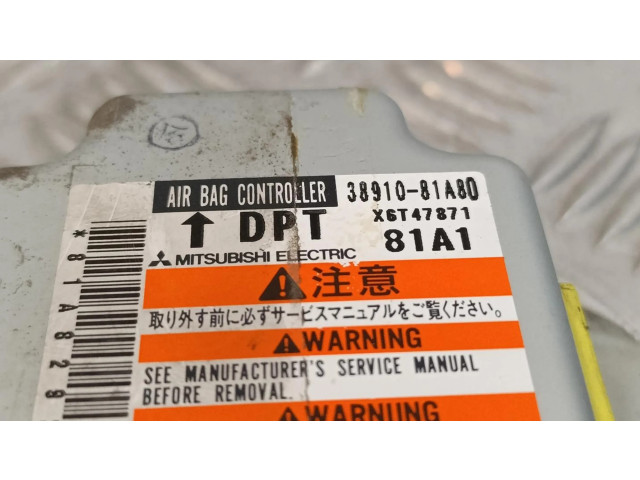 AIR BAG CONTROLLER 38910-81A80
DPT X6T47871
MITSUBISHI ELECTRIC 81A1
注意
取り外す前に必ずサービスマニュアルをご覧ください。
WARNING
SEE MANUFACTURER'S SERVICE MANUAL
BEFORE REMOVAL.
WARNING
*81A829